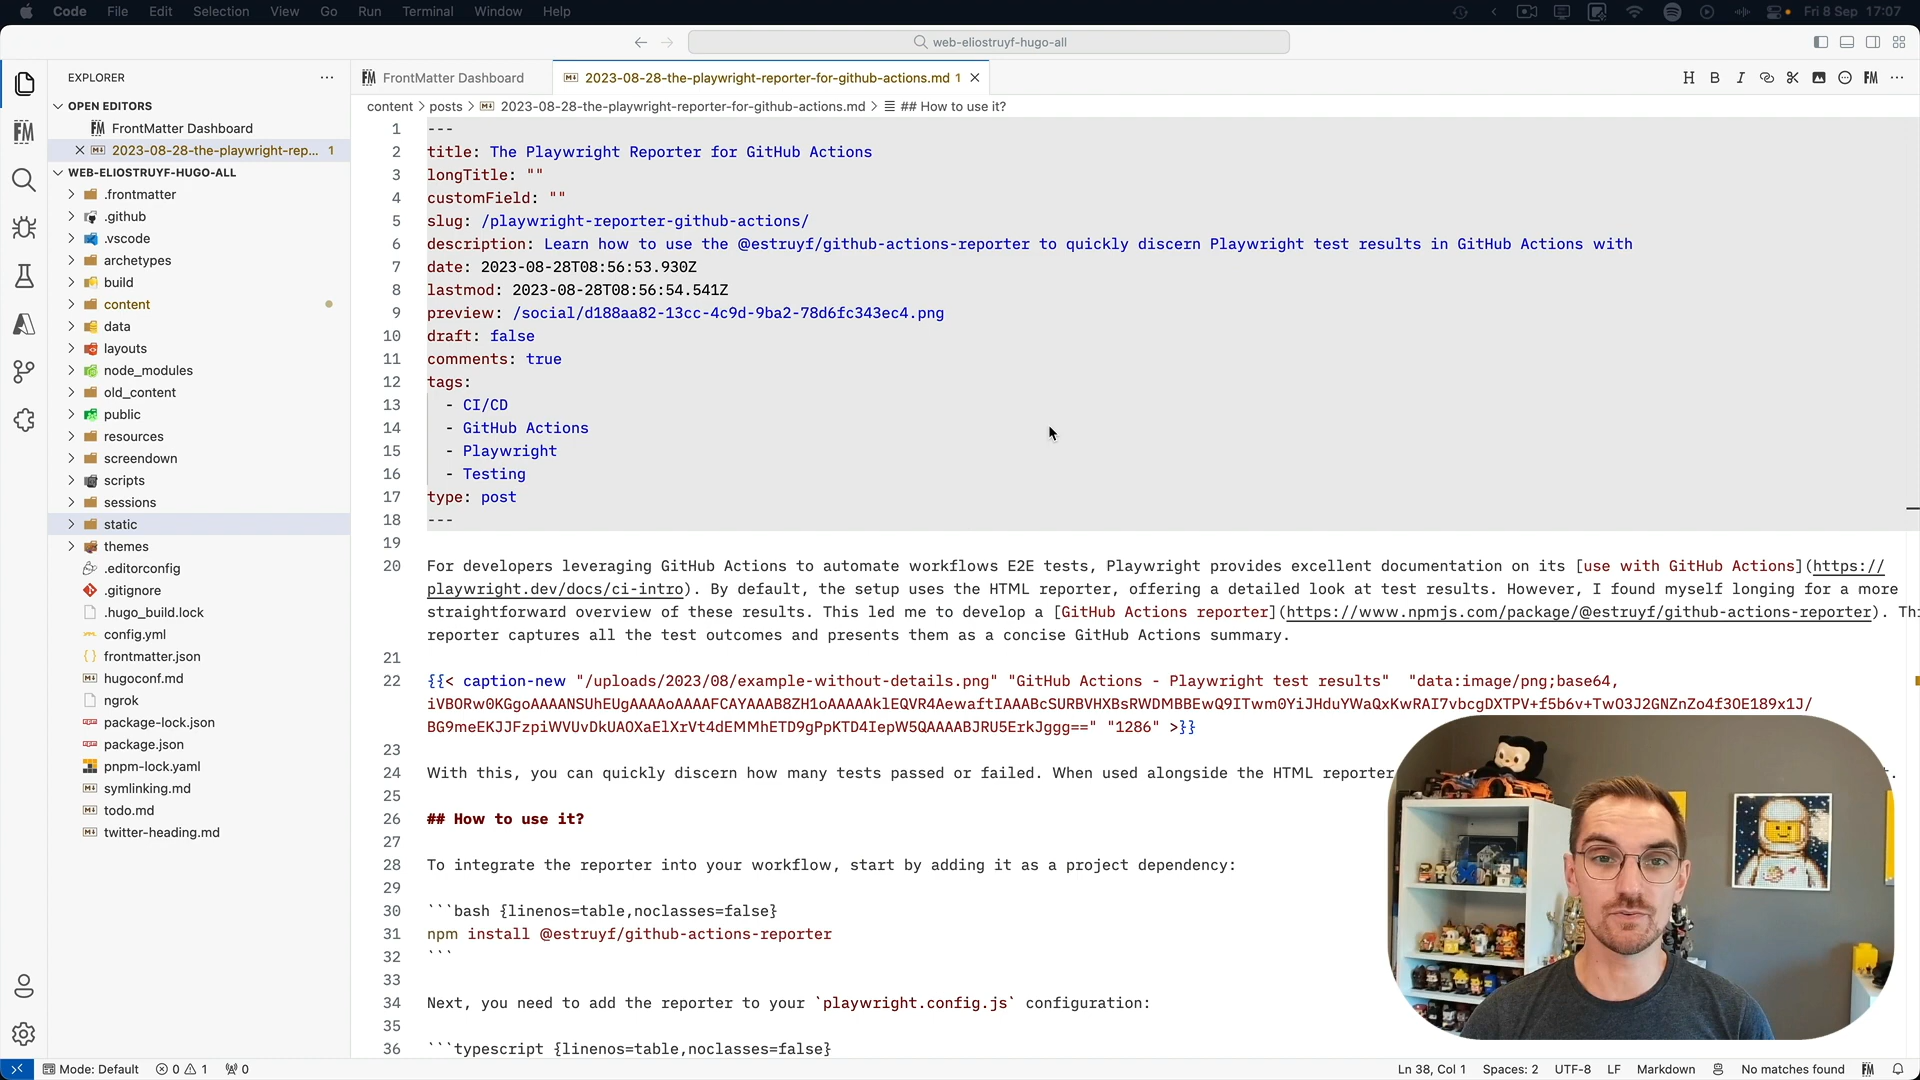 Code File Edit Selection View Go Run Terminal Window Help Fri 8 Sep 17:07
web-eliostruyf-hugo-all
EXPLORER
OPEN EDITORS
FrontMatter Dashboard
2023-08-28-the-playwright-rep... 1
WEB-ELIOSTRUYF-HUGO-ALL
.frontmatter
.github
.vscode
archetypes
build
content
data
layouts
node_modules
old_content
public
resources
screendown
scripts
sessions
static
themes
.editorconfig
.gitignore
.hugo_build.lock
config.yml
frontmatter.json
hugoconf.md
ngrok
package-lock.json
package.json
pnpm-lock.yaml
symlinking.md
todo.md
twitter-heading.md
FrontMatter Dashboard 2023-08-28-the-playwright-reporter-for-github-actions.md 1
content > posts > 2023-08-28-the-playwright-reporter-for-github-actions.md > ## How to use it?
1 ---
2 title: The Playwright Reporter for GitHub Actions
3 longTitle: ""
4 customField: ""
5 slug: /playwright-reporter-github-actions/
6 description: Learn how to use the @estruyf/github-actions-reporter to quickly discern Playwright test results in GitHub Actions with
7 date: 2023-08-28T08:56:53.930Z
8 lastmod: 2023-08-28T08:56:54.541Z
9 preview: /social/d188aa82-13cc-4c9d-9ba2-78d6fc343ec4.png
10 draft: false
11 comments: true
12 tags:
13 - CI/CD
14 - GitHub Actions
15 - Playwright
16 - Testing
17 type: post
18 ---
19
20 For developers leveraging GitHub Actions to automate workflows E2E tests, Playwright provides excellent documentation on its [use with GitHub Actions](https://
playwright.dev/docs/ci-intro). By default, the setup uses the HTML reporter, offering a detailed look at test results. However, I found myself longing for a more
straightforward overview of these results. This led me to develop a [GitHub Actions reporter](https://www.npmjs.com/package/@estruyf/github-actions-reporter). Th
reporter captures all the test outcomes and presents them as a concise GitHub Actions summary.
21
22 {{< caption-new "/uploads/2023/08/example-without-details.png" "GitHub Actions - Playwright test results" "data:image/png;base64,
iVBORw0KGgoAAAANSUhEUgAAAAoAAAAFCAYAAAB8ZH1oAAAAAklEQVR4AewaftIAAABcSURBVHXBsRWDMBBEwQ9ITwm0YiJHduYWaQxKwRAI7vbcgDXTPV+f5b6v+TwO3J2GNZnZo4f3OE189x1J/
BG9meEKJJFzpiWVUvDkUAOXaElXrVt4dEMMhETD9gPpKTD4IepW5QAAAABJRU5ErkJggg==" "1286" >}}
23
24 With this, you can quickly discern how many tests passed or failed. When used alongside the HTML reporter
25
26 ## How to use it?
27
28 To integrate the reporter into your workflow, start by adding it as a project dependency:
29
30 ```bash {linenos=table,noclasses=false}
31 npm install @estruyf/github-actions-reporter
32 ```
33
34 Next, you need to add the reporter to your `playwright.config.js` configuration:
35
36 ```typescript {linenos=table,noclasses=false}
Mode: Default 0 1 0 Ln 38, Col 1 Spaces: 2 UTF-8 LF Markdown No matches found